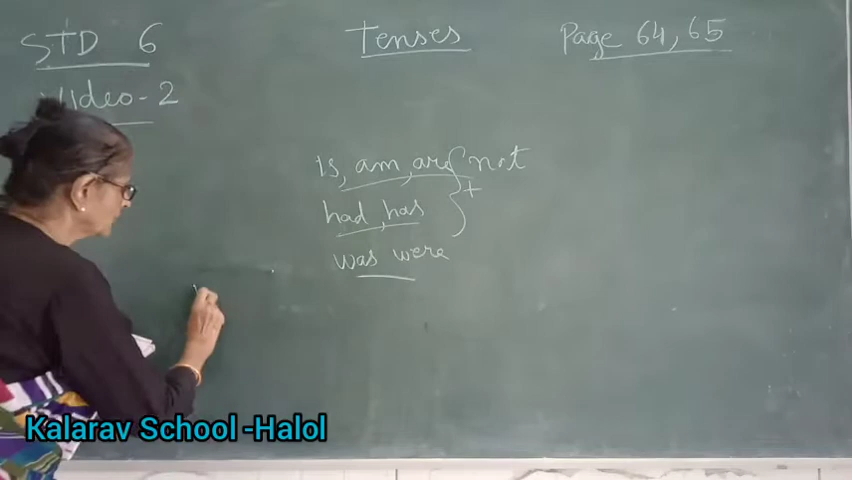 STD 6 Tenses Page 64, 65
Video-2
is, am, are not
had, has +
was were
Kalarav School -Halol